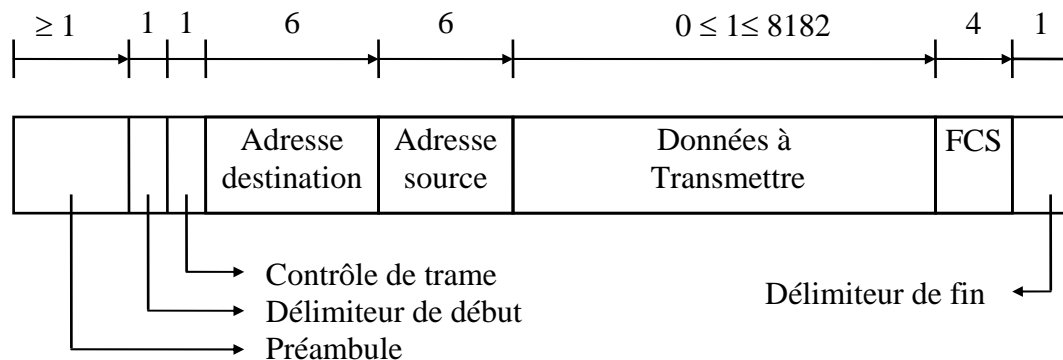 ≥ 1 1 1 6 6 0 ≤ 1≤ 8182 4 1
Adresse destination
Adresse source
Données à Transmettre
FCS
Contrôle de trame
Délimiteur de début
Préambule
Délimiteur de fin